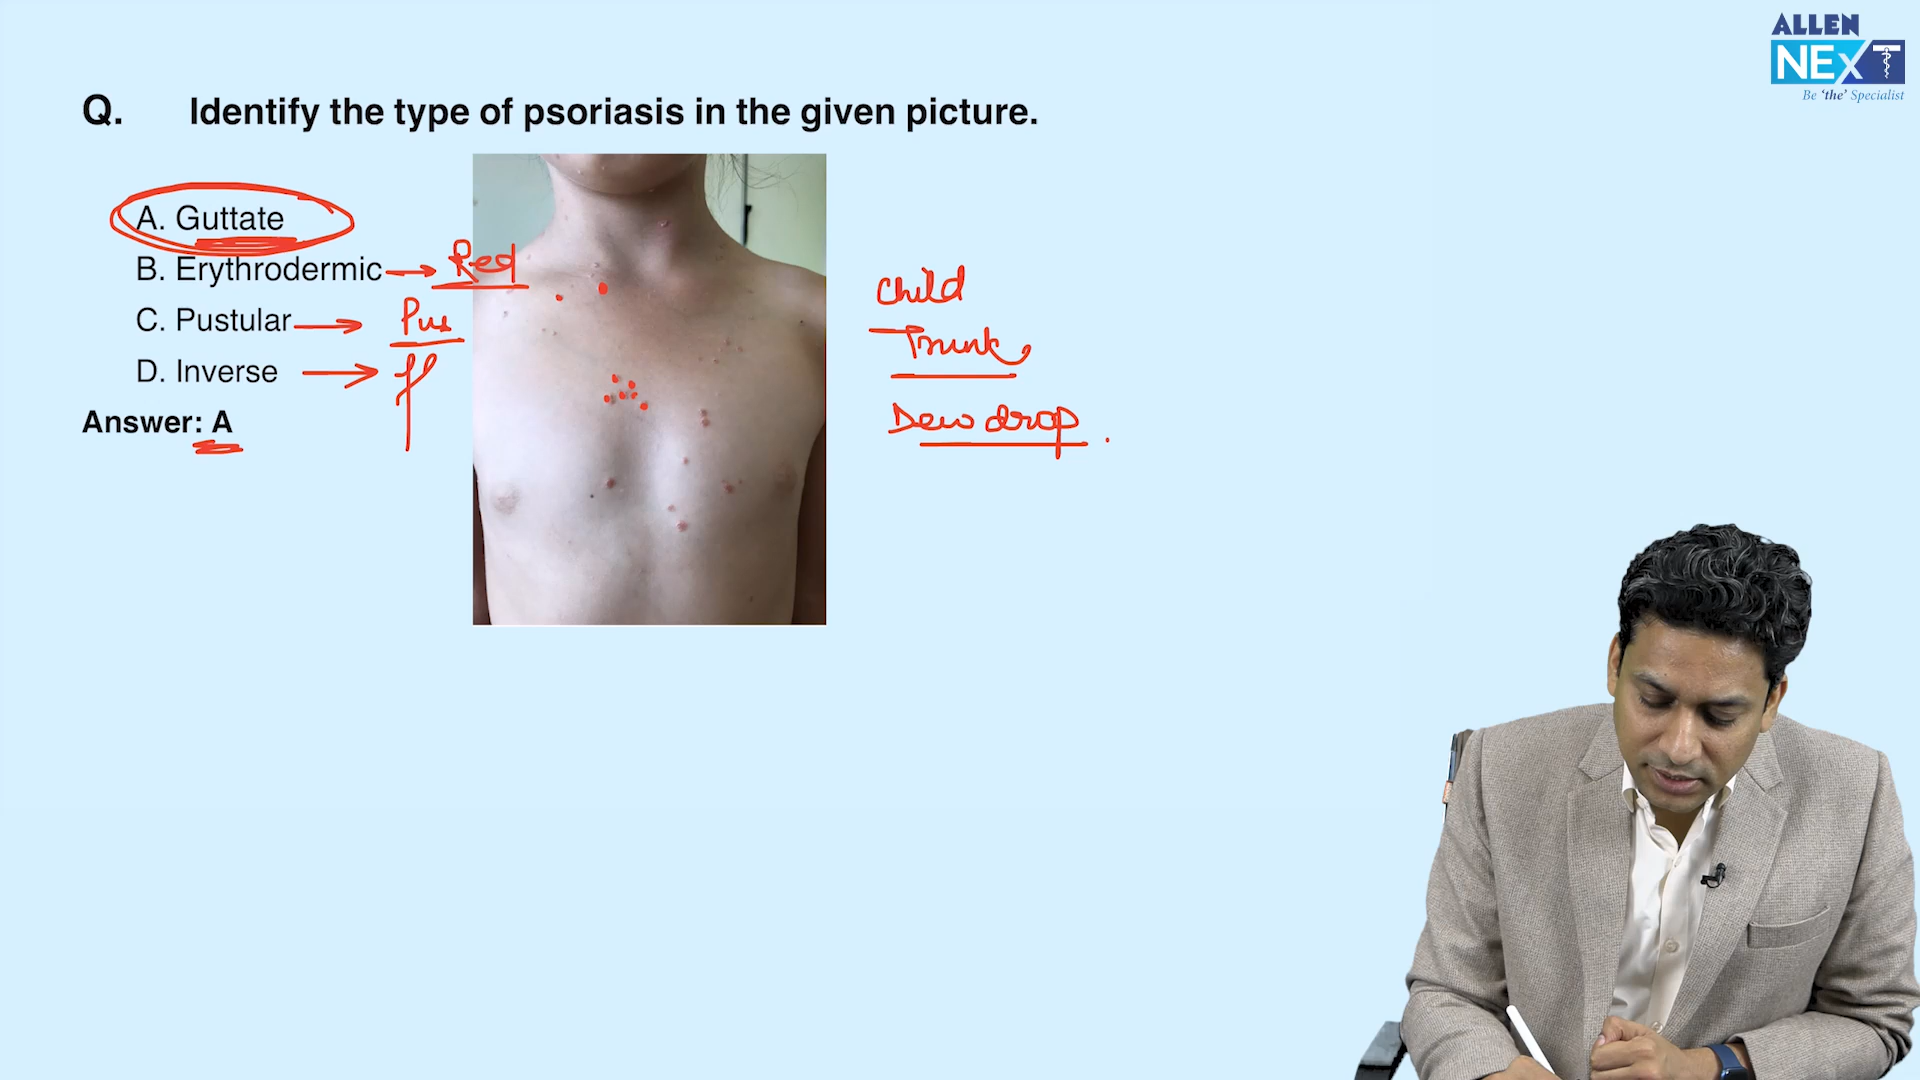 ALLEN
NExT
Be 'the' Specialist
Q. Identify the type of psoriasis in the given picture.
A. Guttate
B. Erythrodermic → Red
C. Pustular → Pus
D. Inverse →
Answer: A
Child
Trunk
Dew drop.